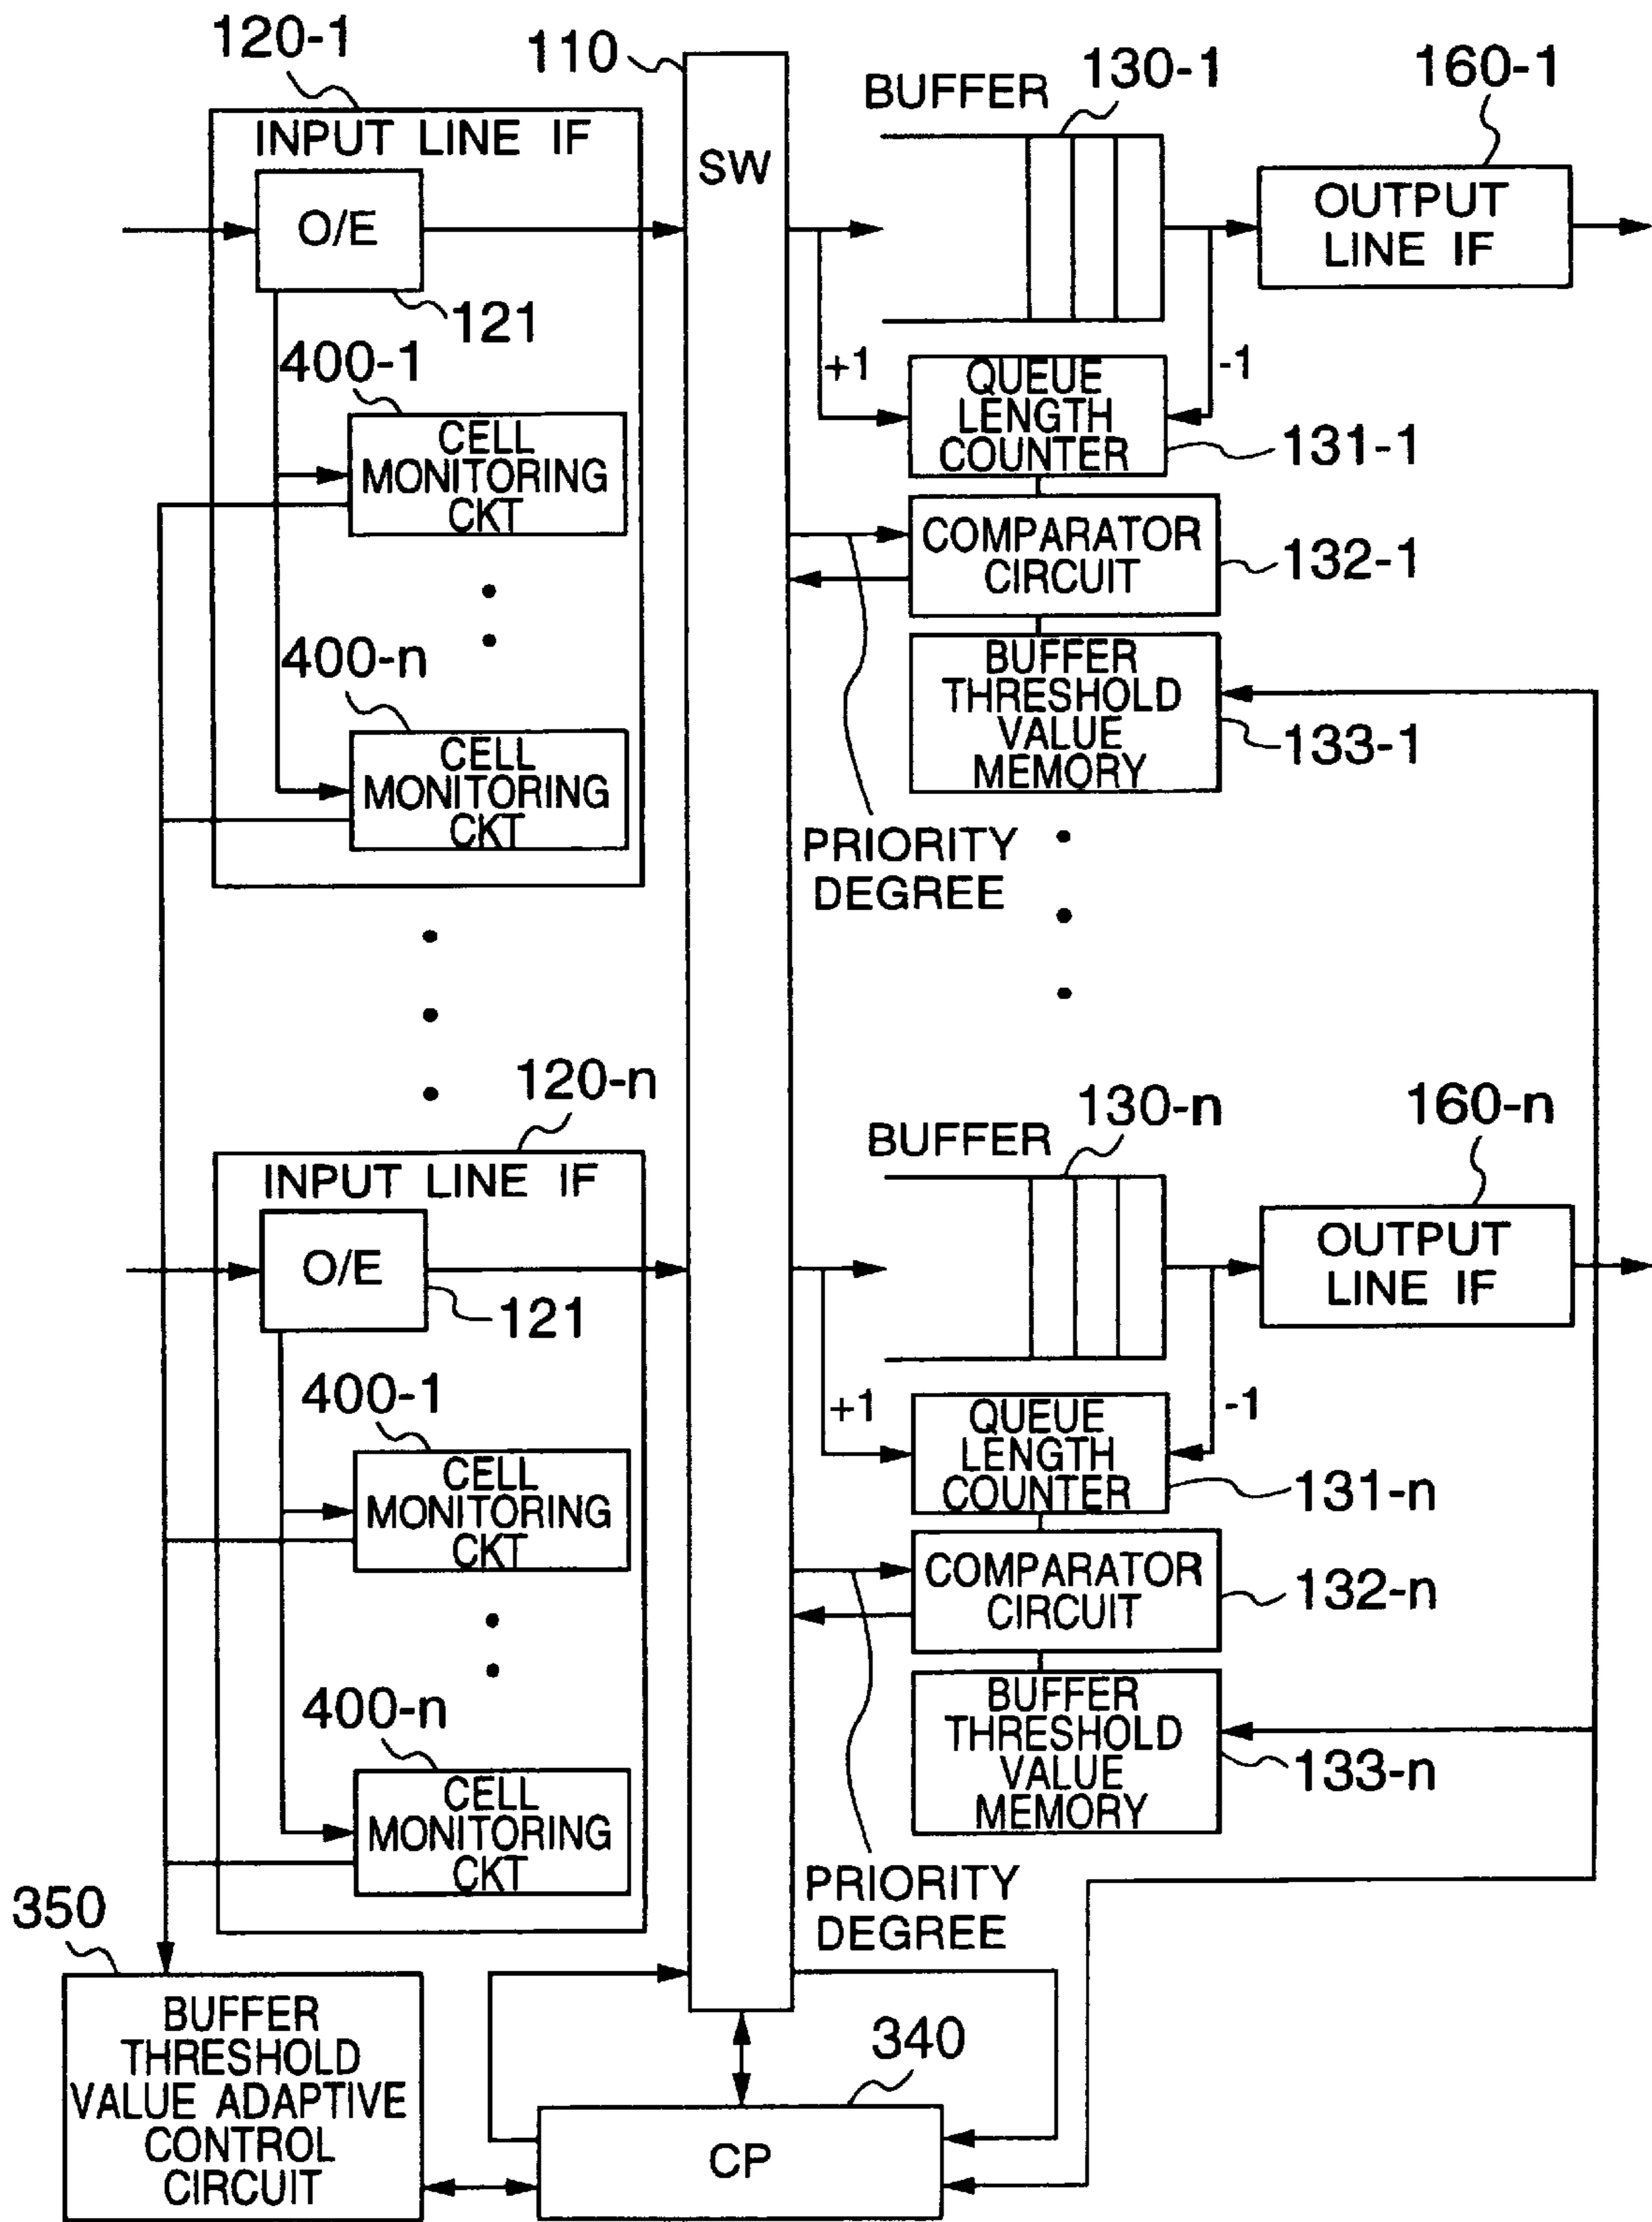 120-1
INPUT LINE IF
O/E
121
400-1
CELL
MONITORING
CKT
400-n
CELL
MONITORING
CKT
110
SW
BUFFER
130-1
160-1
OUTPUT
LINE IF
+1
-1
QUEUE
LENGTH
COUNTER
131-1
COMPARATOR
CIRCUIT
132-1
BUFFER
THRESHOLD
VALUE
MEMORY
133-1
PRIORITY
DEGREE
120-n
INPUT LINE IF
O/E
121
400-1
CELL
MONITORING
CKT
400-n
CELL
MONITORING
CKT
BUFFER
130-n
160-n
OUTPUT
LINE IF
+1
-1
QUEUE
LENGTH
COUNTER
131-n
COMPARATOR
CIRCUIT
132-n
BUFFER
THRESHOLD
VALUE
MEMORY
133-n
PRIORITY
DEGREE
350
BUFFER
THRESHOLD
VALUE ADAPTIVE
CONTROL
CIRCUIT
340
CP